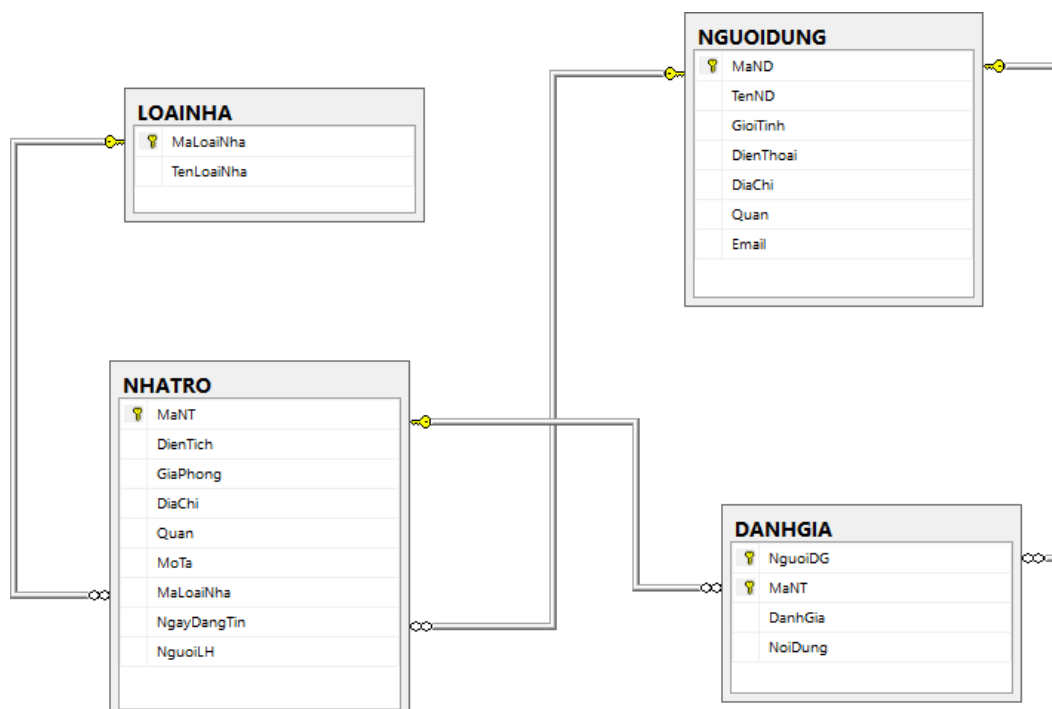 LOAINHA
MaLoaiNha
TenLoaiNha
NGUOIDUNG
MaND
TenND
GioiTinh
DienThoai
DiaChi
Quan
Email
NHATRO
MaNT
DienTich
GiaPhong
DiaChi
Quan
MoTa
MaLoaiNha
NgayDangTin
NguoiLH
DANHGIA
NguoiDG
MaNT
DanhGia
NoiDung